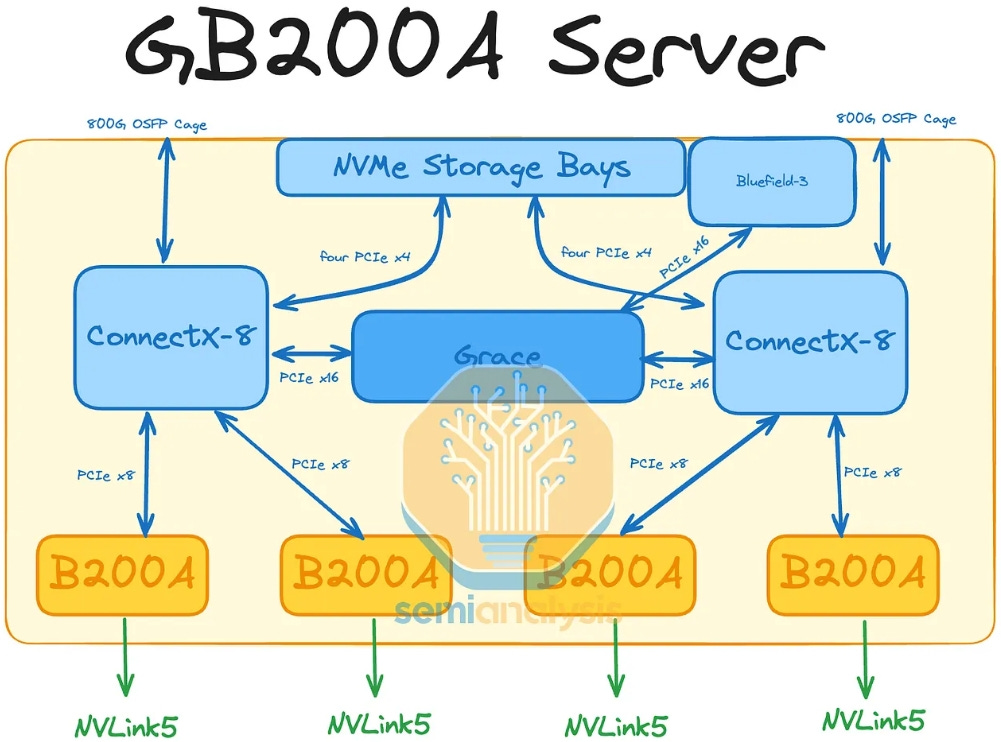 GB200A Server
800G OSFP Cage
800G OSFP Cage
NVMe Storage Bays
Bluefield-3
four PCIe x4
four PCIe x4
PCIe x16
ConnectX-8
Grace
ConnectX-8
PCIe x16
PCIe x16
PCIe x8
PCIe x8
PCIe x8
PCIe x8
B200A
B200A
B200A
B200A
semianalysis
NVLink5
NVLink5
NVLink5
NVLink5